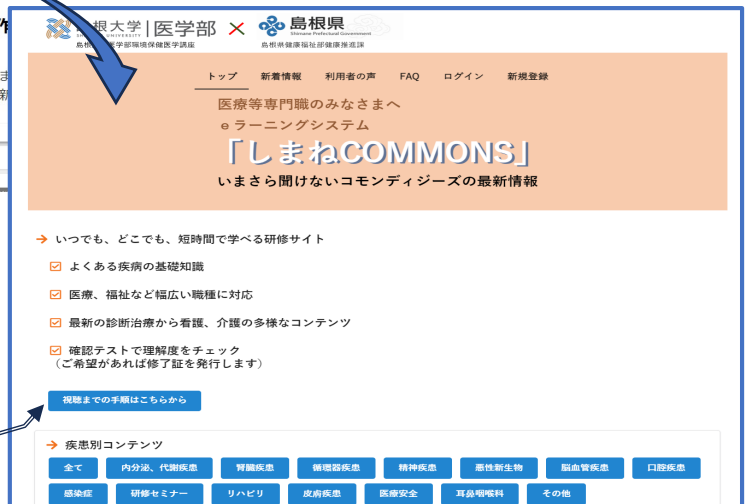 根大学 医学部 × 島根県
UNIVERSITY Shimane Prefectural Government
島根 医学部環境保健医学講座 島根県健康福祉部健康推進課
トップ 新着情報 利用者の声 FAQ ログイン 新規登録
医療等専門職のみなさまへ
eラーニングシステム
「しまねCOMMONS」
いまさら聞けないコモンディジーズの最新情報
いつでも、どこでも、短時間で学べる研修サイト
よくある疾病の基礎知識
医療、福祉など幅広い職種に対応
最新の診断治療から看護、介護の多様なコンテンツ
確認テストで理解度をチェック
（ご希望があれば修了証を発行します）
視聴までの手順はこちらから
疾患別コンテンツ
全て 内分泌、代謝疾患 腎臓疾患 循環器疾患 精神疾患 悪性新生物 脳血管疾患 口腔疾患
感染症 研修セミナー リハビリ 皮膚疾患 医療安全 耳鼻咽喉科 その他